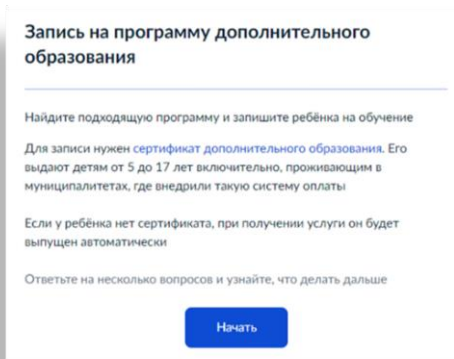 Запись на программу дополнительного
образования
Найдите подходящую программу и запишите ребёнка на обучение
Для записи нужен сертификат дополнительного образования. Его
выдают детям от 5 до 17 лет включительно, проживающим в
муниципалитетах, где внедрили такую систему оплаты
Если у ребёнка нет сертификата, при получении услуги он будет
выпущен автоматически
Ответьте на несколько вопросов и узнайте, что делать дальше
Начать